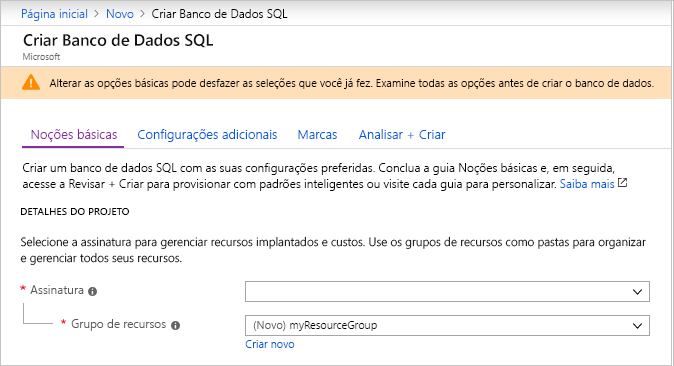 Página inicial > Novo > Criar Banco de Dados SQL
Criar Banco de Dados SQL
Microsoft
Alterar as opções básicas pode desfazer as seleções que você já fez. Examine todas as opções antes de criar o banco de dados.
Noções básicas Configurações adicionais Marcas Analisar + Criar
Criar um banco de dados SQL com as suas configurações preferidas. Conclua a guia Noções básicas e, em seguida,
acesse a Revisar + Criar para provisionar com padrões inteligentes ou visite cada guia para personalizar. Saiba mais
DETALHES DO PROJETO
Selecione a assinatura para gerenciar recursos implantados e custos. Use os grupos de recursos como pastas para organizar
e gerenciar todos seus recursos.
* Assinatura
* Grupo de recursos (Novo) myResourceGroup
Criar novo